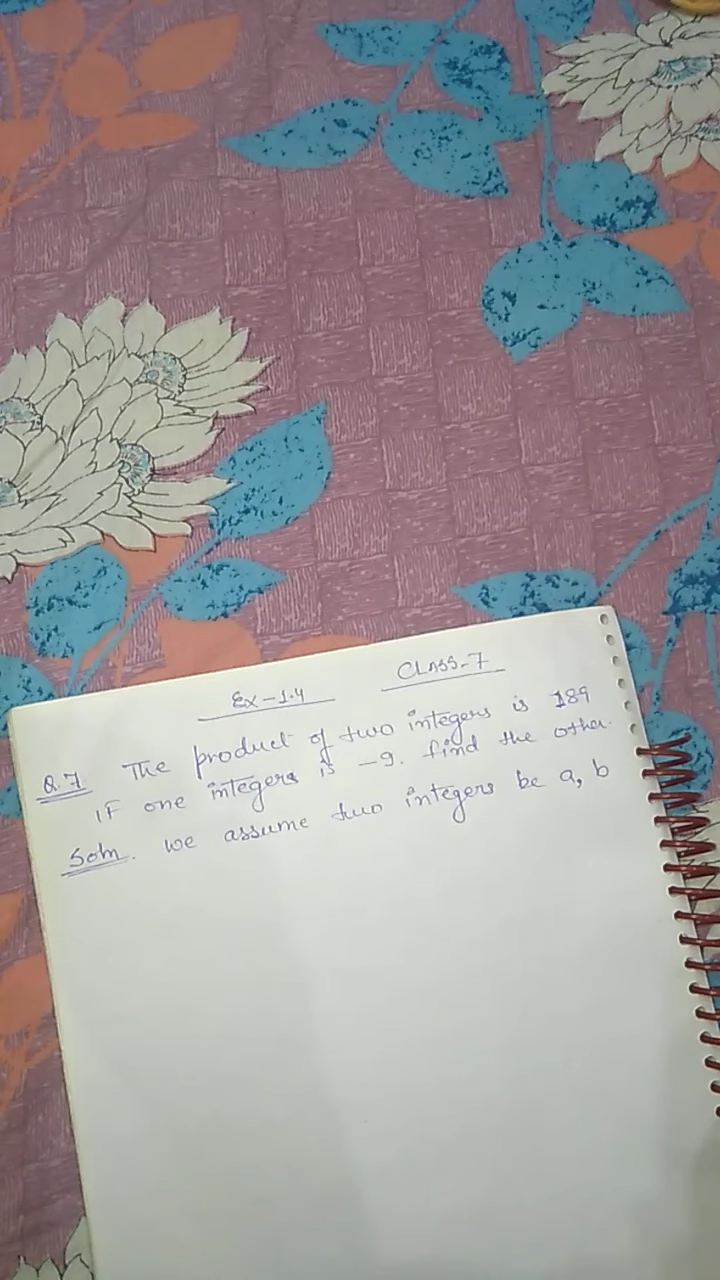 Ex-1.4 CLASS-7
Q.7. The product of two integers is 189
IF one integers is -9. find the other.
Soln. we assume two integers be a, b